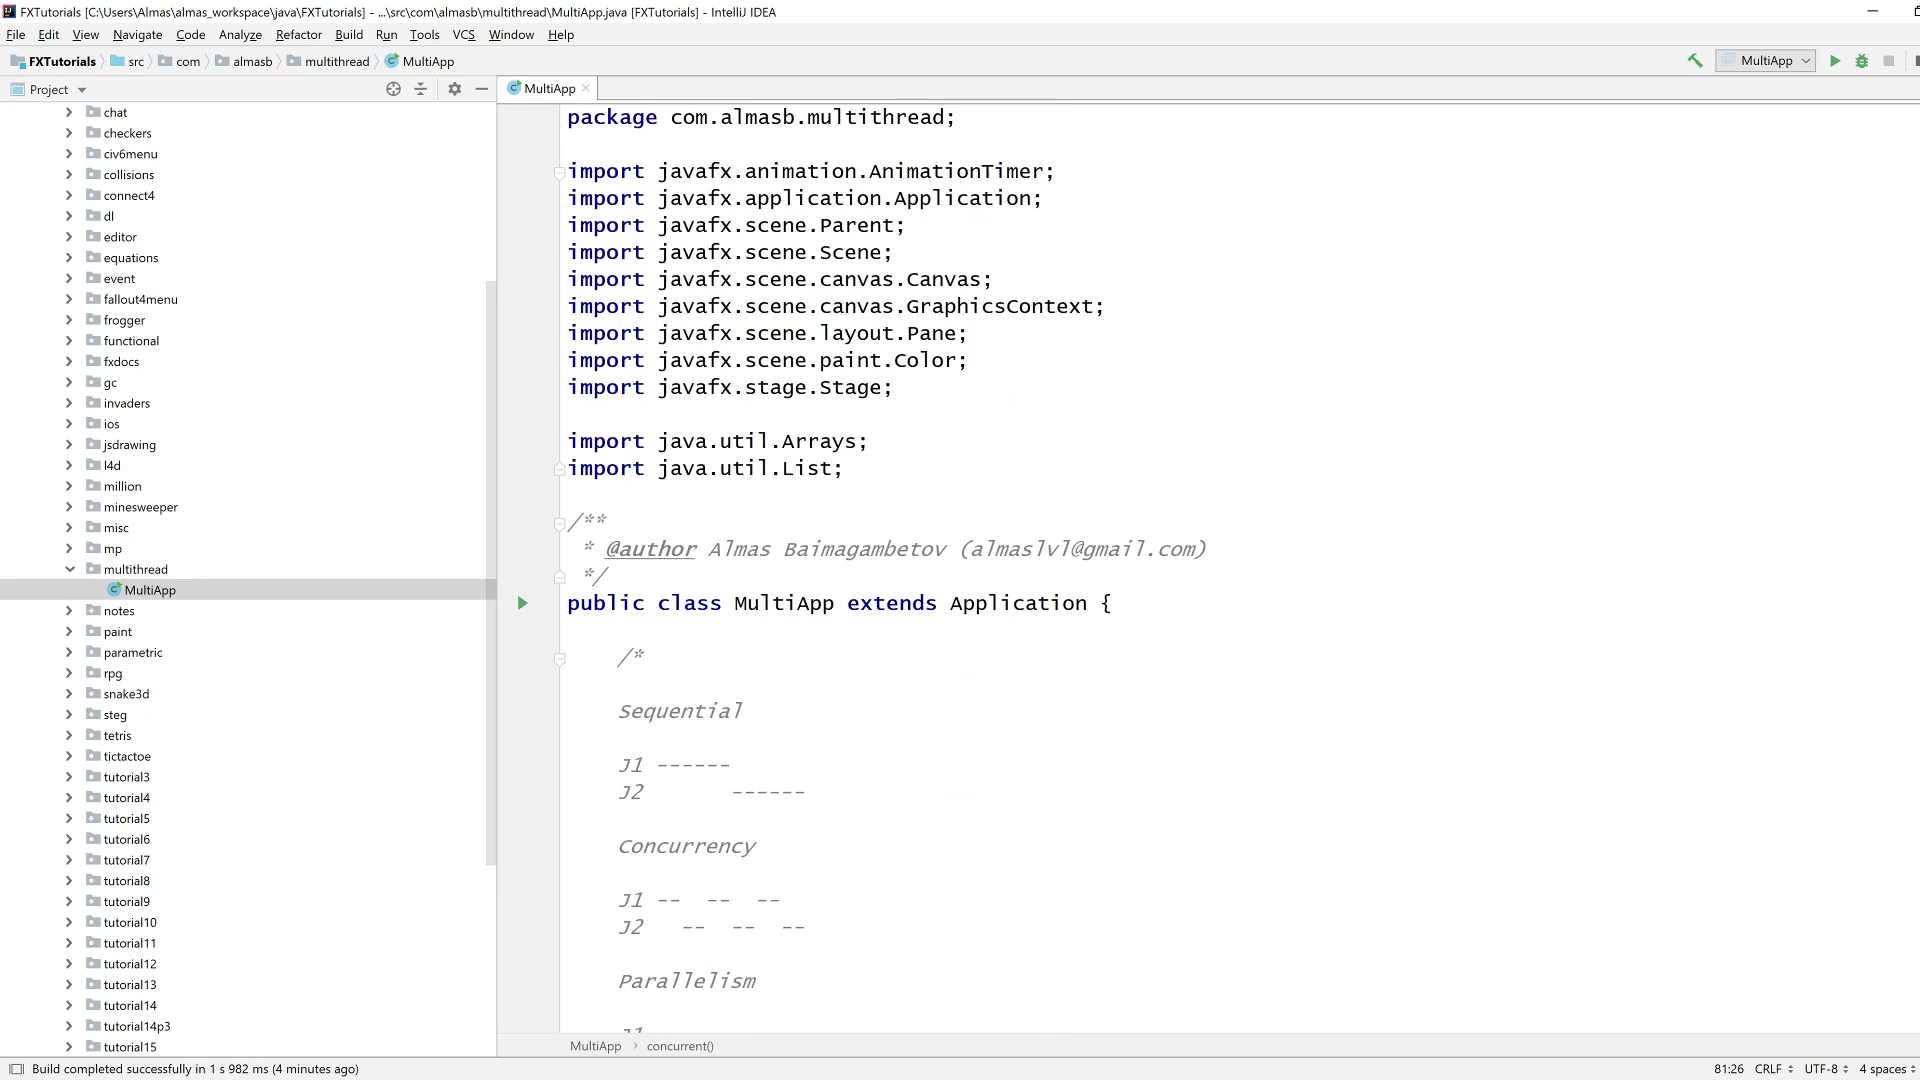 FXTutorials [C:\Users\Almas\almas_workspace\java\FXTutorials] - ...\src\com\almasb\multithread\MultiApp.java [FXTutorials] - IntelliJ IDEA
File Edit View Navigate Code Analyze Refactor Build Run Tools VCS Window Help
FXTutorials src com almasb multithread MultiApp
MultiApp
Project
MultiApp
chat
checkers
civ6menu
collisions
connect4
dl
editor
equations
event
fallout4menu
frogger
functional
fxdocs
gc
invaders
ios
jsdrawing
l4d
million
minesweeper
misc
mp
multithread
MultiApp
notes
paint
parametric
rpg
snake3d
steg
tetris
tictactoe
tutorial3
tutorial4
tutorial5
tutorial6
tutorial7
tutorial8
tutorial9
tutorial10
tutorial11
tutorial12
tutorial13
tutorial14
tutorial14p3
tutorial15
package com.almasb.multithread;
import javafx.animation.AnimationTimer;
import javafx.application.Application;
import javafx.scene.Parent;
import javafx.scene.Scene;
import javafx.scene.canvas.Canvas;
import javafx.scene.canvas.GraphicsContext;
import javafx.scene.layout.Pane;
import javafx.scene.paint.Color;
import javafx.stage.Stage;
import java.util.Arrays;
import java.util.List;
/**
* @author Almas Baimagambetov (almaslvl@gmail.com)
*/
public class MultiApp extends Application {
/*
Sequential
J1 ------
J2       ------
Concurrency
J1 --  --  --
J2   --  --  --
Parallelism
J1
MultiApp › concurrent()
Build completed successfully in 1 s 982 ms (4 minutes ago)
81:26 CRLF UTF-8 4 spaces